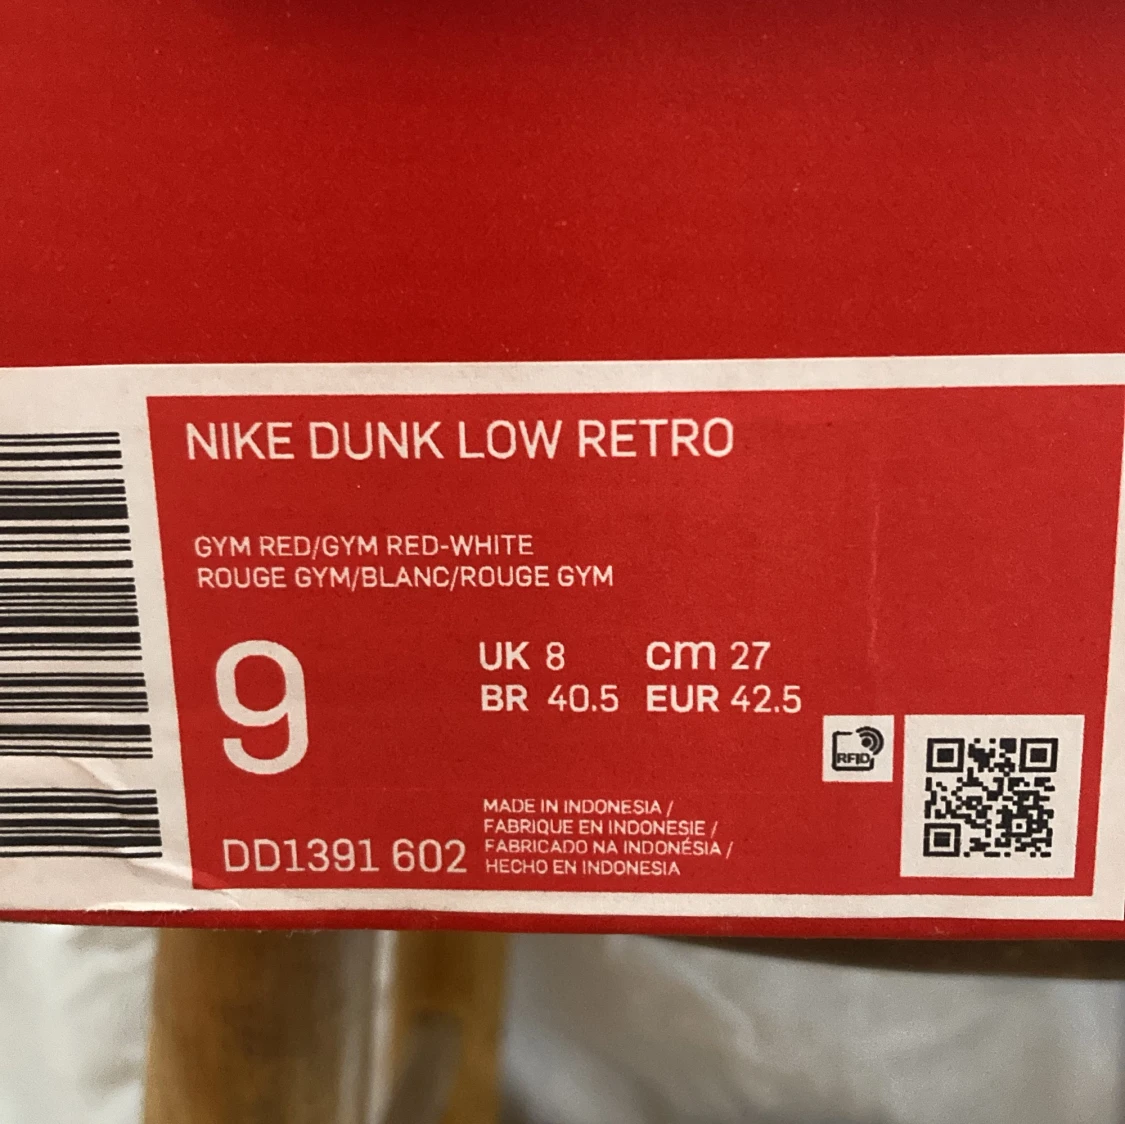 NIKE DUNK LOW RETRO
GYM RED/GYM RED-WHITE
ROUGE GYM/BLANC/ROUGE GYM
9
UK 8 cm 27
BR 40.5 EUR 42.5
RFID
MADE IN INDONESIA /
FABRIQUE EN INDONESIE /
FABRICADO NA INDONÉSIA /
HECHO EN INDONESIA
DD1391 602